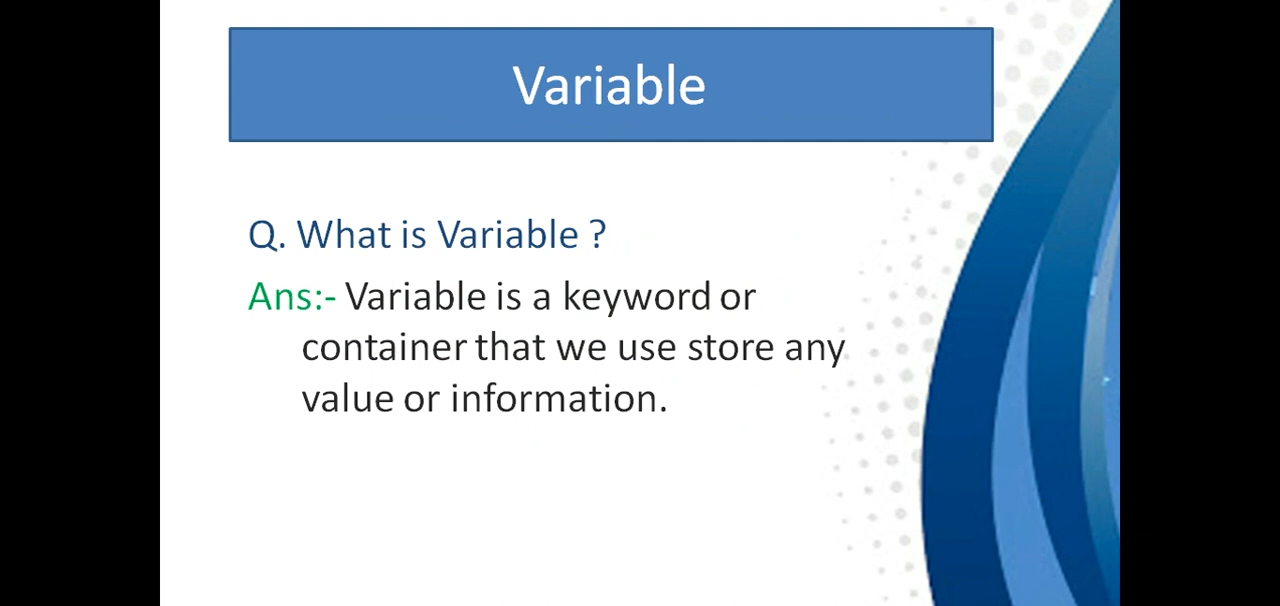 Variable
Q. What is Variable ?
Ans:- Variable is a keyword or
container that we use store any
value or information.